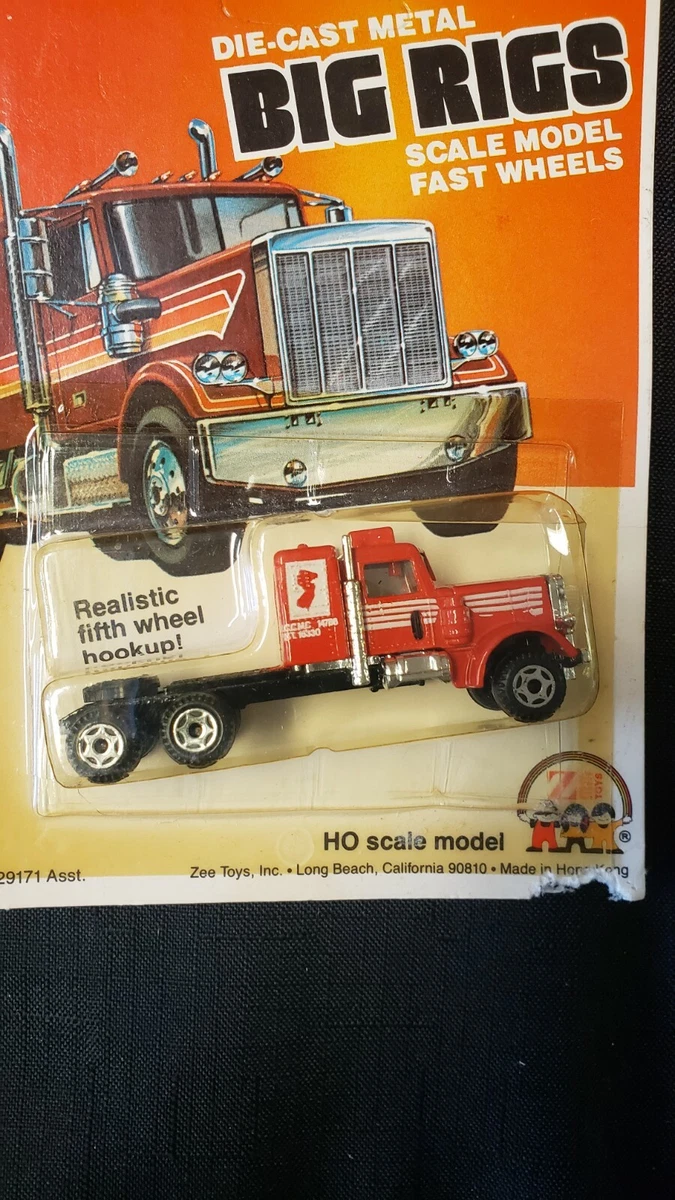 DIE-CAST METAL
BIG RIGS
SCALE MODEL
FAST WHEELS
Realistic
fifth wheel
hookup!
Z
TOYS
HO scale model
®
29171 Asst.
Zee Toys, Inc. • Long Beach, California 90810 • Made in Hong Kong